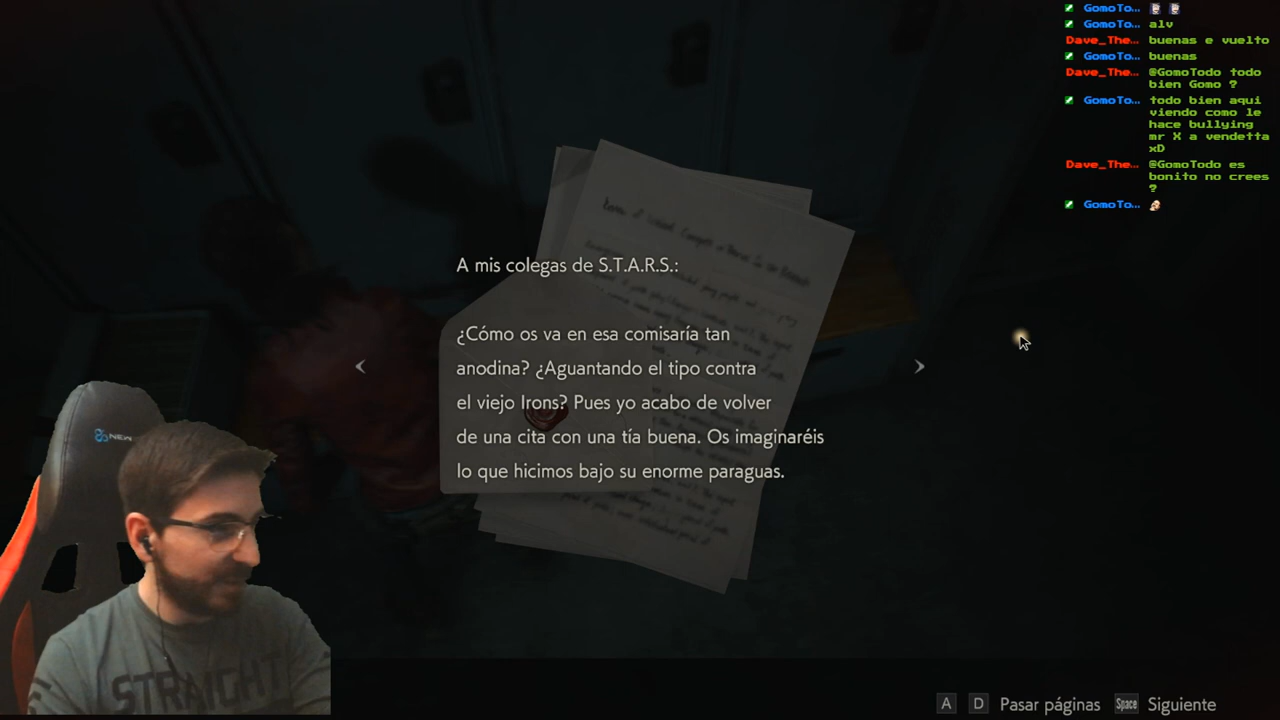 A mis colegas de S.T.A.R.S.:
¿Cómo os va en esa comisaría tan
anodina? ¿Aguantando el tipo contra
el viejo Irons? Pues yo acabo de volver
de una cita con una tía buena. Os imaginaréis
lo que hicimos bajo su enorme paraguas.
GomoTo...
GomoTo... alv
Dave_The... buenas e vuelto
GomoTo... buenas
Dave_The... @GomoTodo todo
bien Gomo ?
GomoTo... todo bien aqui
viendo como le
hace bullying
mr X a vendetta
xD
Dave_The... @GomoTodo es
bonito no crees
?
GomoTo...
NEW
STRAIGHT
A D Pasar páginas Space Siguiente